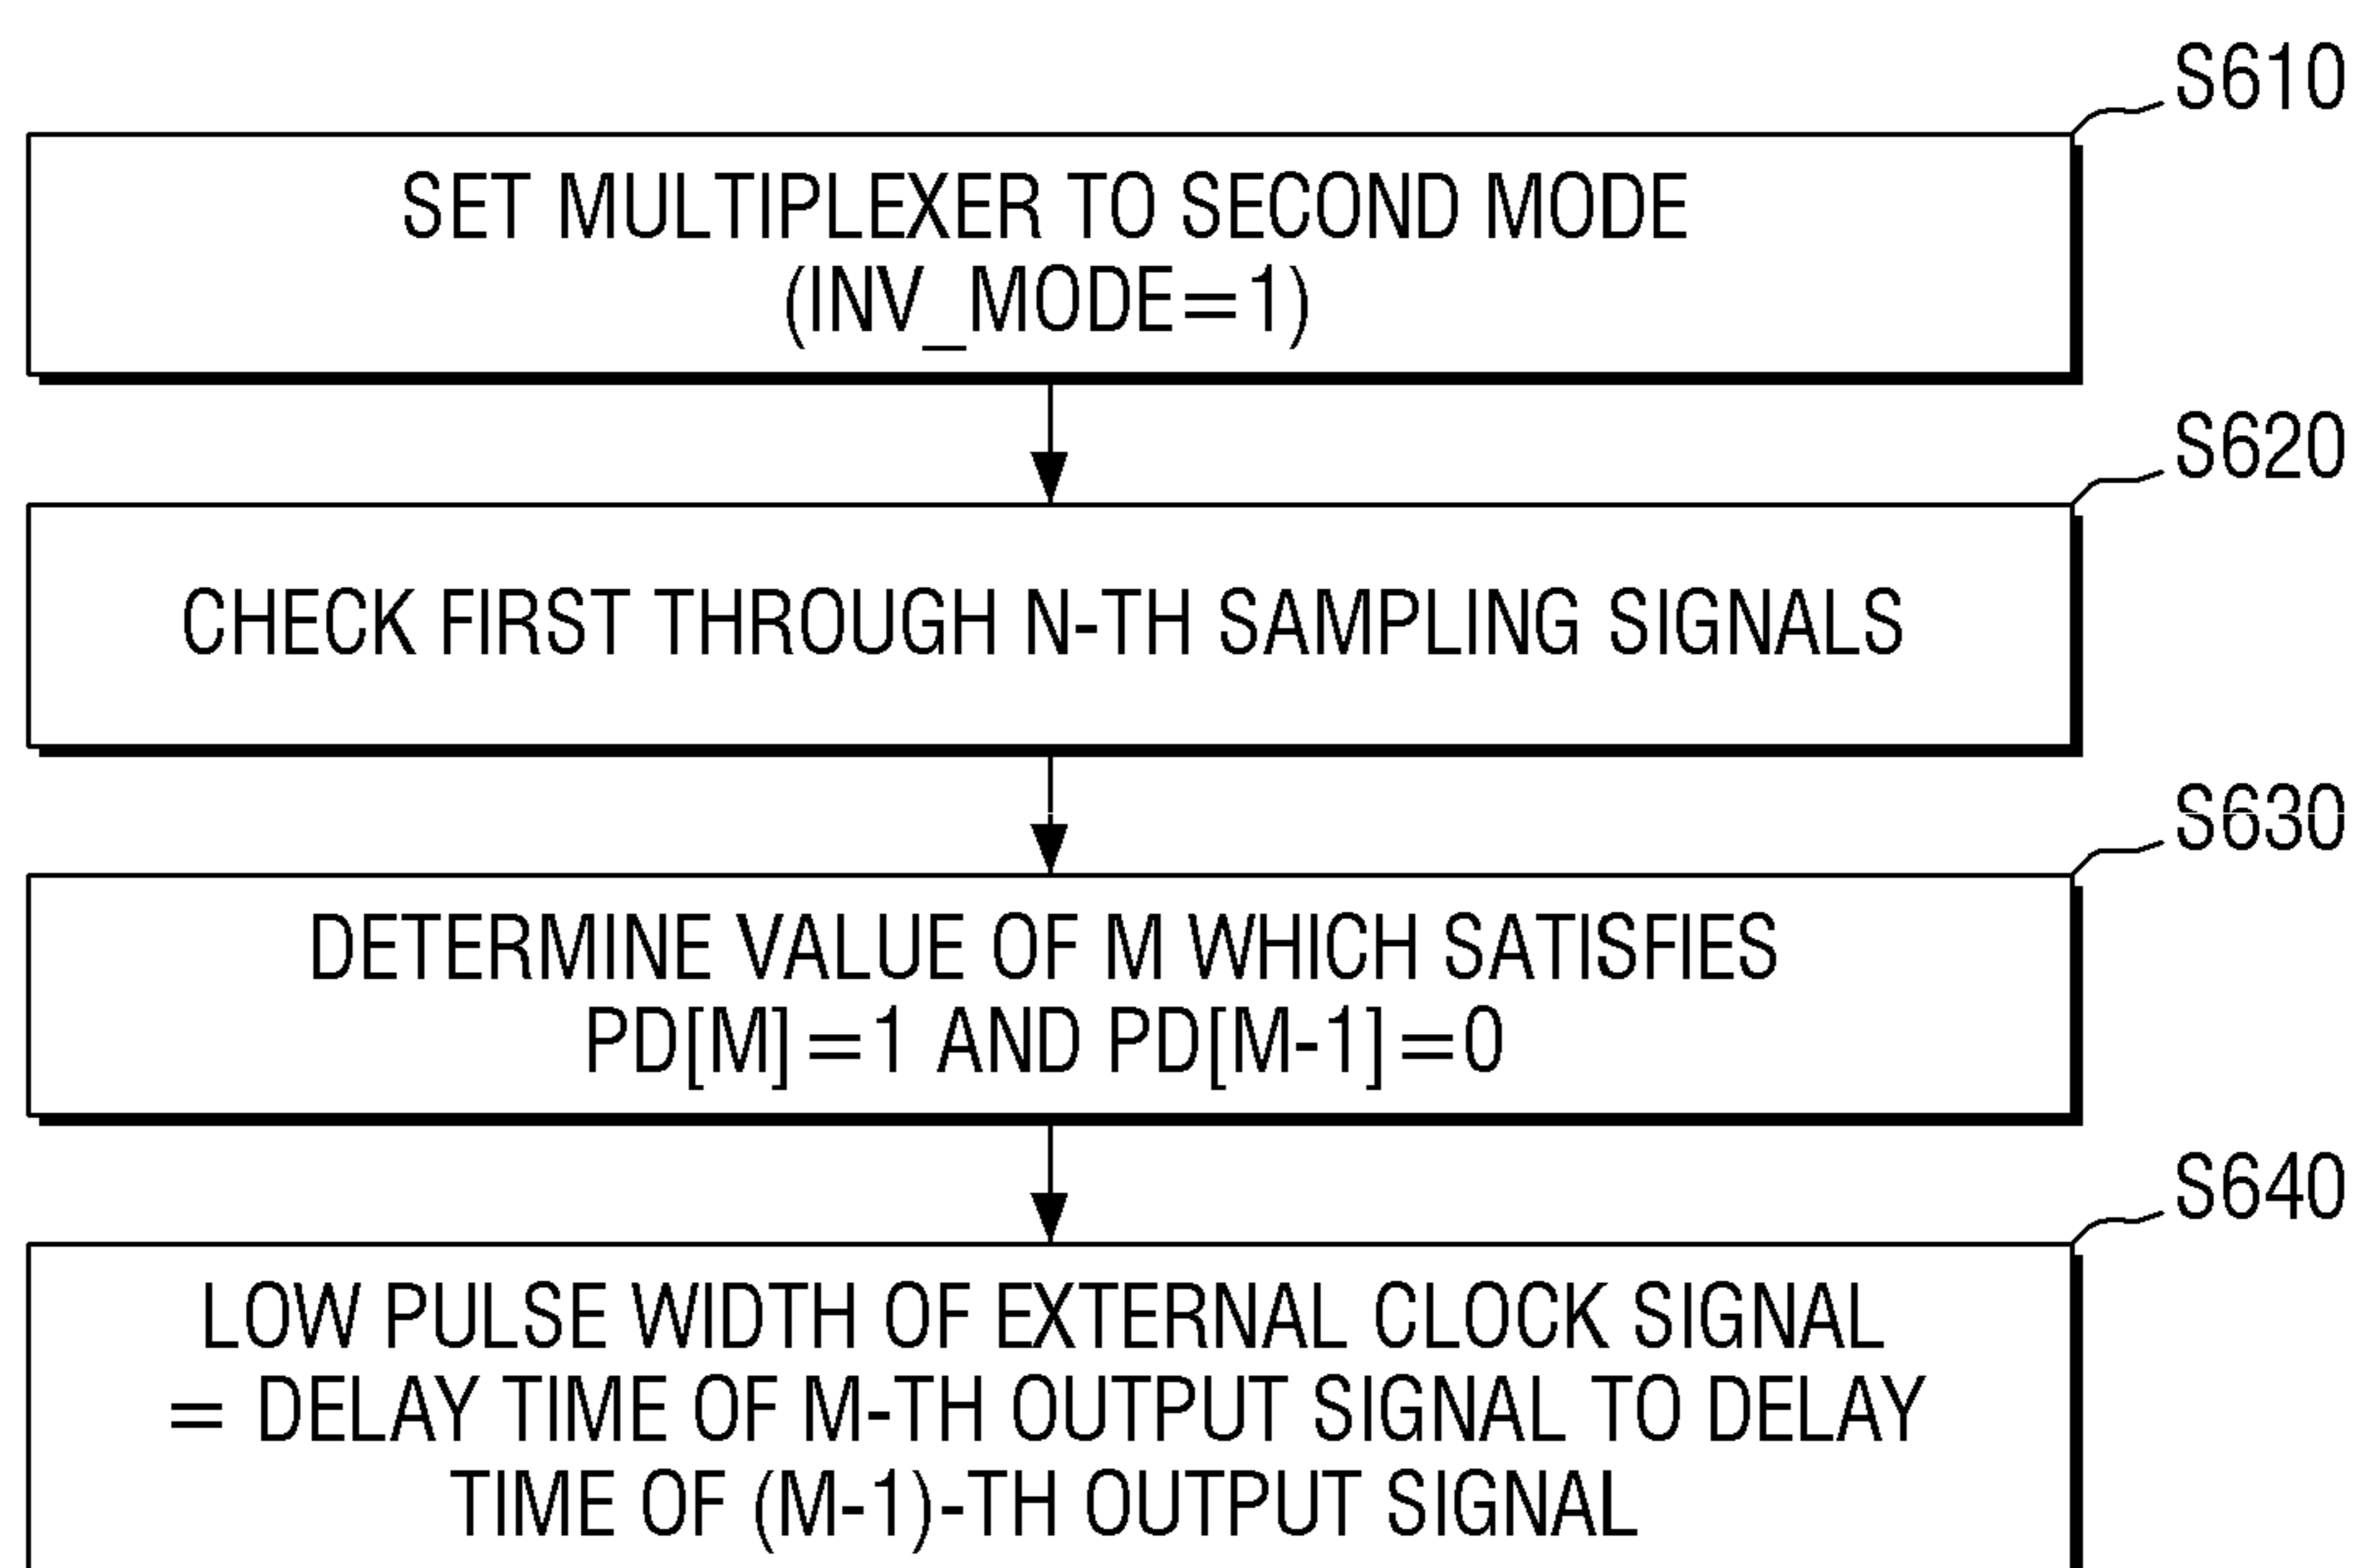 S610
SET MULTIPLEXER TO SECOND MODE
(INV_MODE=1)
S620
CHECK FIRST THROUGH N-TH SAMPLING SIGNALS
S630
DETERMINE VALUE OF M WHICH SATISFIES
PD[M]=1 AND PD[M-1]=0
S640
LOW PULSE WIDTH OF EXTERNAL CLOCK SIGNAL
= DELAY TIME OF M-TH OUTPUT SIGNAL TO DELAY
TIME OF (M-1)-TH OUTPUT SIGNAL